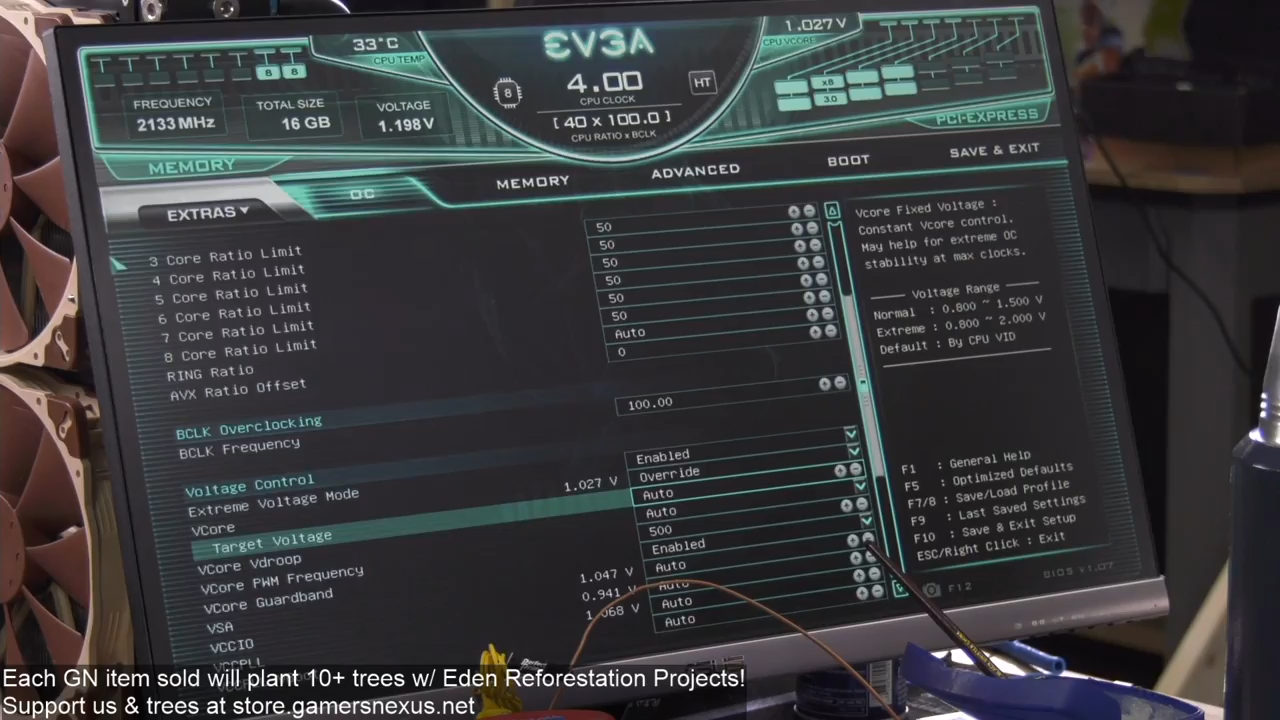 EVGA
33°C
CPU TEMP
1.027 V
CPU VCORE
8 8
8
4.00
CPU CLOCK
HT
x8
3.0
FREQUENCY
2133 MHz
TOTAL SIZE
16 GB
VOLTAGE
1.198 V
[ 40 x 100.0 ]
CPU RATIO x BCLK
PCI-EXPRESS
MEMORY
OC
MEMORY
ADVANCED
BOOT
SAVE & EXIT
EXTRAS
50
3 Core Ratio Limit 50
4 Core Ratio Limit 50
5 Core Ratio Limit 50
6 Core Ratio Limit 50
7 Core Ratio Limit 50
8 Core Ratio Limit
RING Ratio Auto
AVX Ratio Offset 0
BCLK Overclocking
BCLK Frequency 100.00
Voltage Control
Extreme Voltage Mode Enabled
VCore 1.027 V Override
Target Voltage Auto
VCore Vdroop Auto
VCore PWM Frequency 500
VCore Guardband Enabled
VSA 1.047 V Auto
VCCIO 0.941 V Auto
VCCPLL 1.068 V Auto
Auto
Vcore Fixed Voltage :
Constant Vcore control.
May help for extreme OC
stability at max clocks.
Voltage Range
Normal : 0.800 ~ 1.500 V
Extreme : 0.800 ~ 2.000 V
Default : By CPU VID
F1 : General Help
F5 : Optimized Defaults
F7/8 : Save/Load Profile
F9 : Last Saved Settings
F10 : Save & Exit Setup
ESC/Right Click : Exit
F12
BIOS v1.07
Each GN item sold will plant 10+ trees w/ Eden Reforestation Projects!
Support us & trees at store.gamersnexus.net